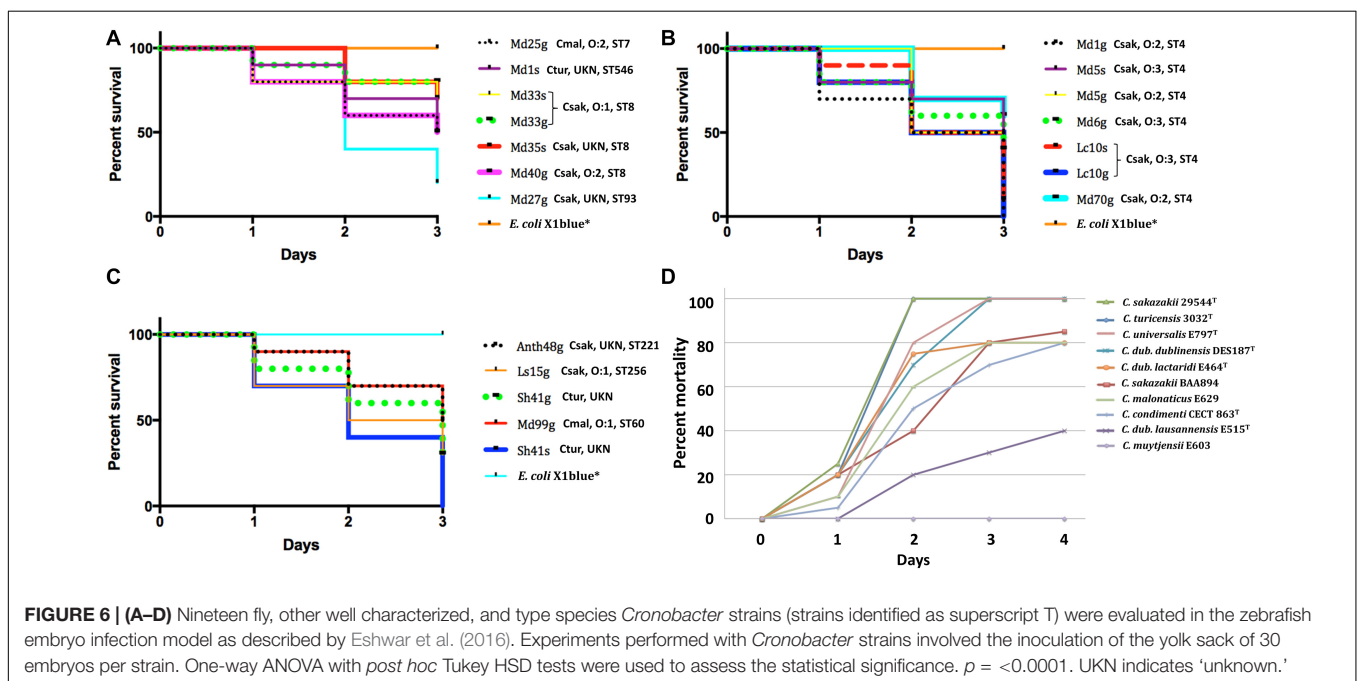 A
Percent survival
100
50
0
0 1 2 3
Days
Md25g Cmal, O:2, ST7
Md1s Ctur, UKN, ST546
Md33s
Csak, O:1, ST8
Md33g
Md35s Csak, UKN, ST8
Md40g Csak, O:2, ST8
Md27g Csak, UKN, ST93
E. coli X1blue*
B
Percent survival
100
50
0
0 1 2 3
Days
Md1g Csak, O:2, ST4
Md5s Csak, O:3, ST4
Md5g Csak, O:2, ST4
Md6g Csak, O:3, ST4
Lc10s
Csak, O:3, ST4
Lc10g
Md70g Csak, O:2, ST4
E. coli X1blue*
C
Percent survival
100
50
0
0 1 2 3
Days
Anth48g Csak, UKN, ST221
Ls15g Csak, O:1, ST256
Sh41g Ctur, UKN
Md99g Cmal, O:1, ST60
Sh41s Ctur, UKN
E. coli X1blue*
D
Percent mortality
100
80
60
40
20
0
0 1 2 3 4
Days
C. sakazakii 29544ᵀ
C. turicensis 3032ᵀ
C. universalis E797ᵀ
C. dub. dublinensis DES187ᵀ
C. dub. lactaridi E464ᵀ
C. sakazakii BAA894
C. malonaticus E629
C. condimenti CECT 863ᵀ
C. dub. lausannensis E515ᵀ
C. muytjensii E603
FIGURE 6 | (A–D) Nineteen fly, other well characterized, and type species Cronobacter strains (strains identified as superscript T) were evaluated in the zebrafish
embryo infection model as described by Eshwar et al. (2016). Experiments performed with Cronobacter strains involved the inoculation of the yolk sack of 30
embryos per strain. One-way ANOVA with post hoc Tukey HSD tests were used to assess the statistical significance. p = <0.0001. UKN indicates ‘unknown.’